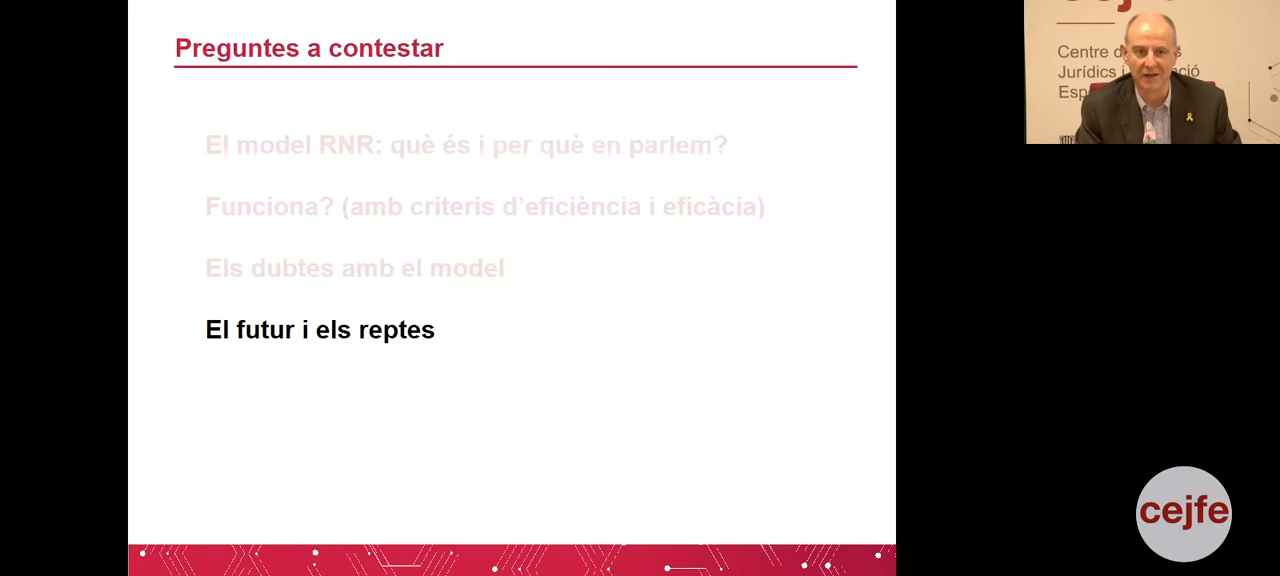 Preguntes a contestar
El model RNR: què és i per què en parlem?
Funciona? (amb criteris d'eficiència i eficàcia)
Els dubtes amb el model
El futur i els reptes
Centre
Jurídics i
cejfe